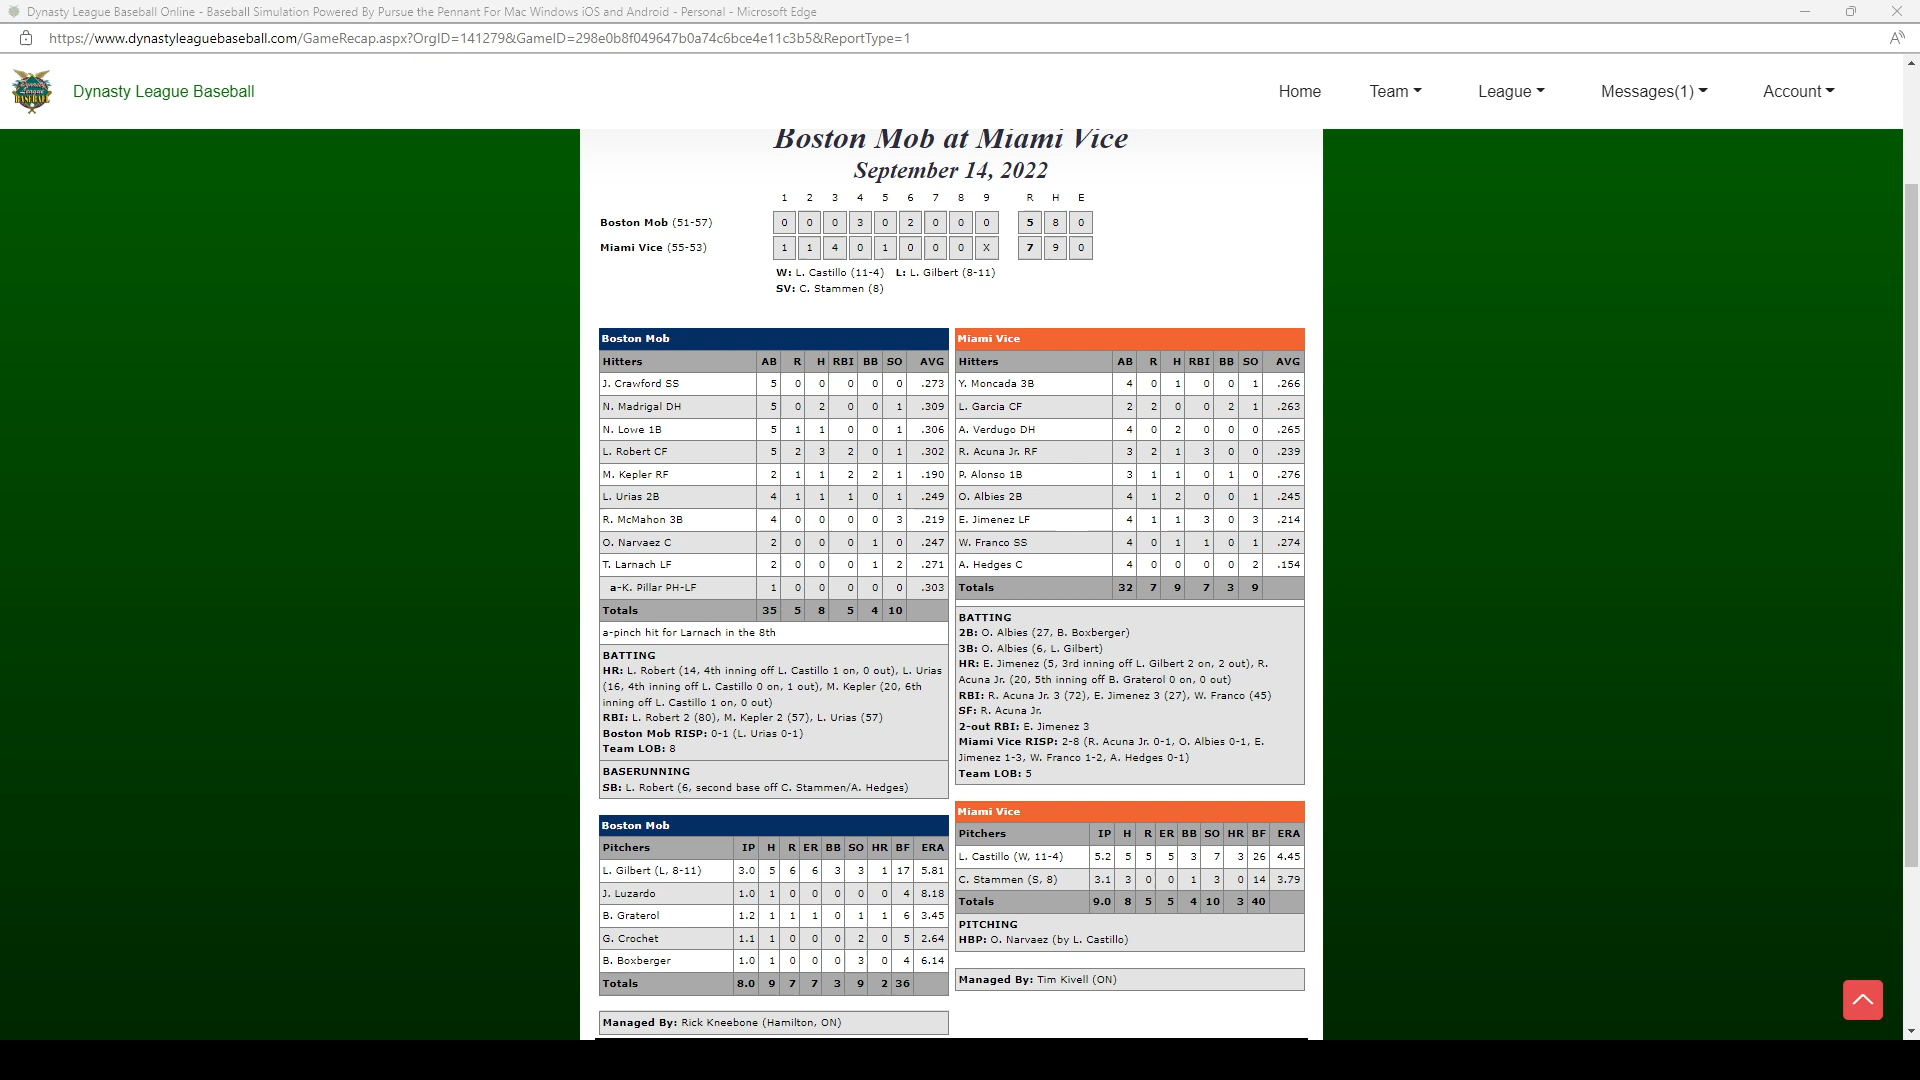 Dynasty League Baseball Online - Baseball Simulation Powered By Pursue the Pennant For Mac Windows iOS and Android - Personal - Microsoft Edge
https://www.dynastyleaguebaseball.com/GameRecap.aspx?OrgID=141279&GameID=298e0b8f049647b0a74c6bce4e11c3b5&ReportType=1
Dynasty League Baseball
Home Team League Messages(1) Account
Boston Mob at Miami Vice
September 14, 2022
1 2 3 4 5 6 7 8 9 R H E
Boston Mob (51-57) 0 0 0 3 0 2 0 0 0 5 8 0
Miami Vice (55-53) 1 1 4 0 1 0 0 0 X 7 9 0
W: L. Castillo (11-4) L: L. Gilbert (8-11)
SV: C. Stammen (8)
Boston Mob
Hitters AB R H RBI BB SO AVG
J. Crawford SS 5 0 0 0 0 0 .273
N. Madrigal DH 5 0 2 0 0 1 .309
N. Lowe 1B 5 1 1 0 0 1 .306
L. Robert CF 5 2 3 2 0 1 .302
M. Kepler RF 2 1 1 2 2 1 .190
L. Urias 2B 4 1 1 1 0 1 .249
R. McMahon 3B 4 0 0 0 0 3 .219
O. Narvaez C 2 0 0 0 1 0 .247
T. Larnach LF 2 0 0 0 1 2 .271
a-K. Pillar PH-LF 1 0 0 0 0 0 .303
Totals 35 5 8 5 4 10
a-pinch hit for Larnach in the 8th
BATTING
HR: L. Robert (14, 4th inning off L. Castillo 1 on, 0 out), L. Urias
(16, 4th inning off L. Castillo 0 on, 1 out), M. Kepler (20, 6th
inning off L. Castillo 1 on, 0 out)
RBI: L. Robert 2 (80), M. Kepler 2 (57), L. Urias (57)
Boston Mob RISP: 0-1 (L. Urias 0-1)
Team LOB: 8
BASERUNNING
SB: L. Robert (6, second base off C. Stammen/A. Hedges)
Miami Vice
Hitters AB R H RBI BB SO AVG
Y. Moncada 3B 4 0 1 0 0 1 .266
L. Garcia CF 2 2 0 0 2 1 .263
A. Verdugo DH 4 0 2 0 0 0 .265
R. Acuna Jr. RF 3 2 1 3 0 0 .239
P. Alonso 1B 3 1 1 0 1 0 .276
O. Albies 2B 4 1 2 0 0 1 .245
E. Jimenez LF 4 1 1 3 0 3 .214
W. Franco SS 4 0 1 1 0 1 .274
A. Hedges C 4 0 0 0 0 2 .154
Totals 32 7 9 7 3 9
BATTING
2B: O. Albies (27, B. Boxberger)
3B: O. Albies (6, L. Gilbert)
HR: E. Jimenez (5, 3rd inning off L. Gilbert 2 on, 2 out), R.
Acuna Jr. (20, 5th inning off B. Graterol 0 on, 0 out)
RBI: R. Acuna Jr. 3 (72), E. Jimenez 3 (27), W. Franco (45)
SF: R. Acuna Jr.
2-out RBI: E. Jimenez 3
Miami Vice RISP: 2-8 (R. Acuna Jr. 0-1, O. Albies 0-1, E.
Jimenez 1-3, W. Franco 1-2, A. Hedges 0-1)
Team LOB: 5
Boston Mob
Pitchers IP H R ER BB SO HR BF ERA
L. Gilbert (L, 8-11) 3.0 5 6 6 3 3 1 17 5.81
J. Luzardo 1.0 1 0 0 0 0 0 4 8.18
B. Graterol 1.2 1 1 1 0 1 1 6 3.45
G. Crochet 1.1 1 0 0 0 2 0 5 2.64
B. Boxberger 1.0 1 0 0 0 3 0 4 6.14
Totals 8.0 9 7 7 3 9 2 36
Managed By: Rick Kneebone (Hamilton, ON)
Miami Vice
Pitchers IP H R ER BB SO HR BF ERA
L. Castillo (W, 11-4) 5.2 5 5 5 3 7 3 26 4.45
C. Stammen (S, 8) 3.1 3 0 0 1 3 0 14 3.79
Totals 9.0 8 5 5 4 10 3 40
PITCHING
HBP: O. Narvaez (by L. Castillo)
Managed By: Tim Kivell (ON)